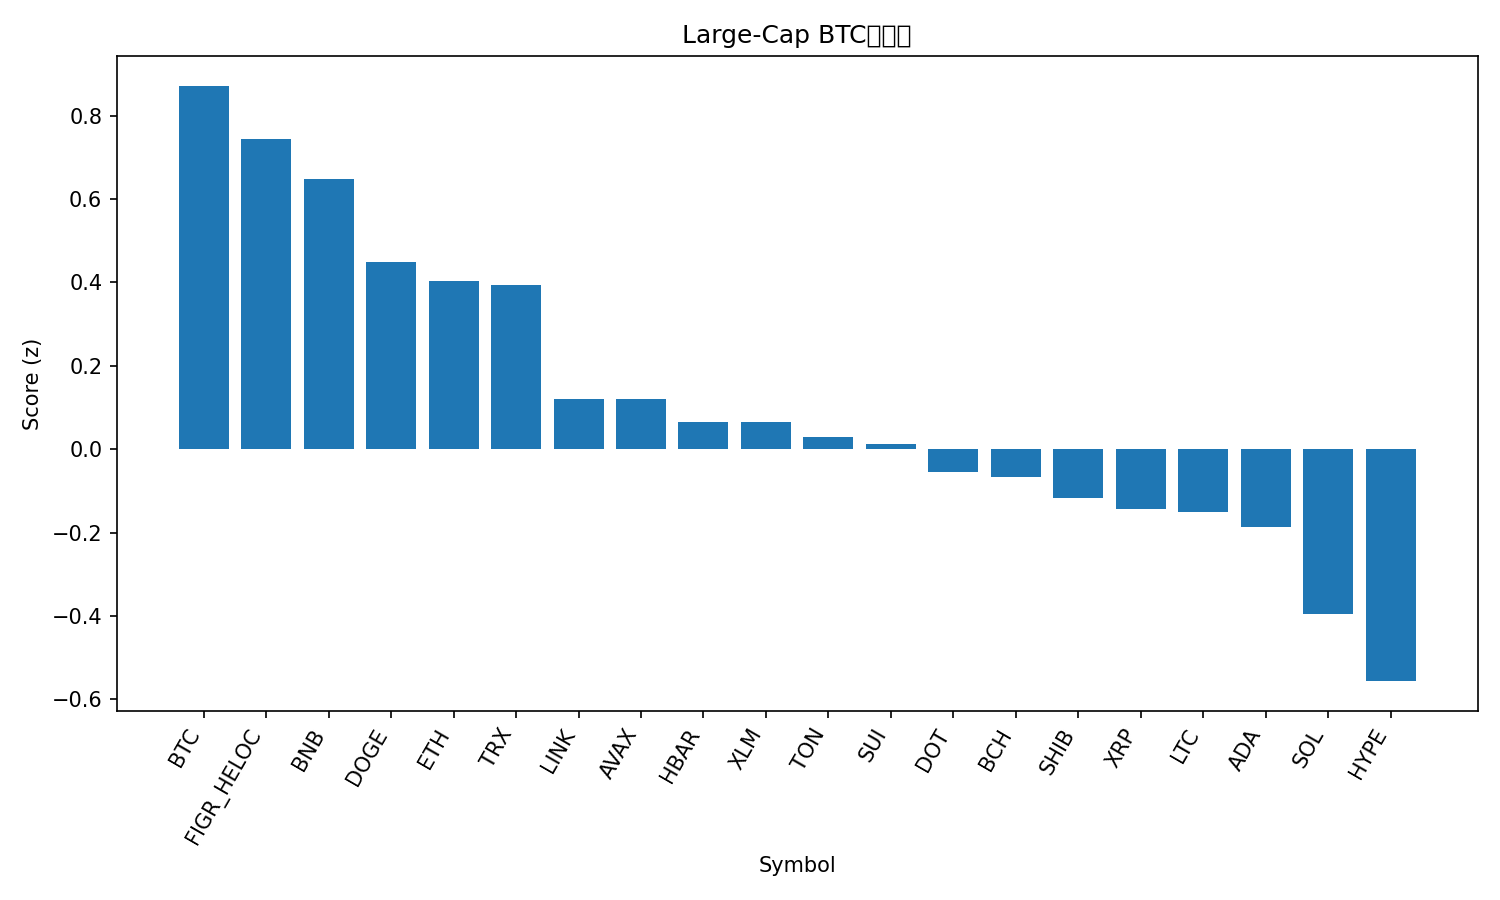 Large-Cap BTC
Score (z)
0.8
0.6
0.4
0.2
0.0
−0.2
−0.4
−0.6
BTC
FIGR_HELOC
BNB
DOGE
ETH
TRX
LINK
AVAX
HBAR
XLM
TON
SUI
DOT
BCH
SHIB
XRP
LTC
ADA
SOL
HYPE
Symbol